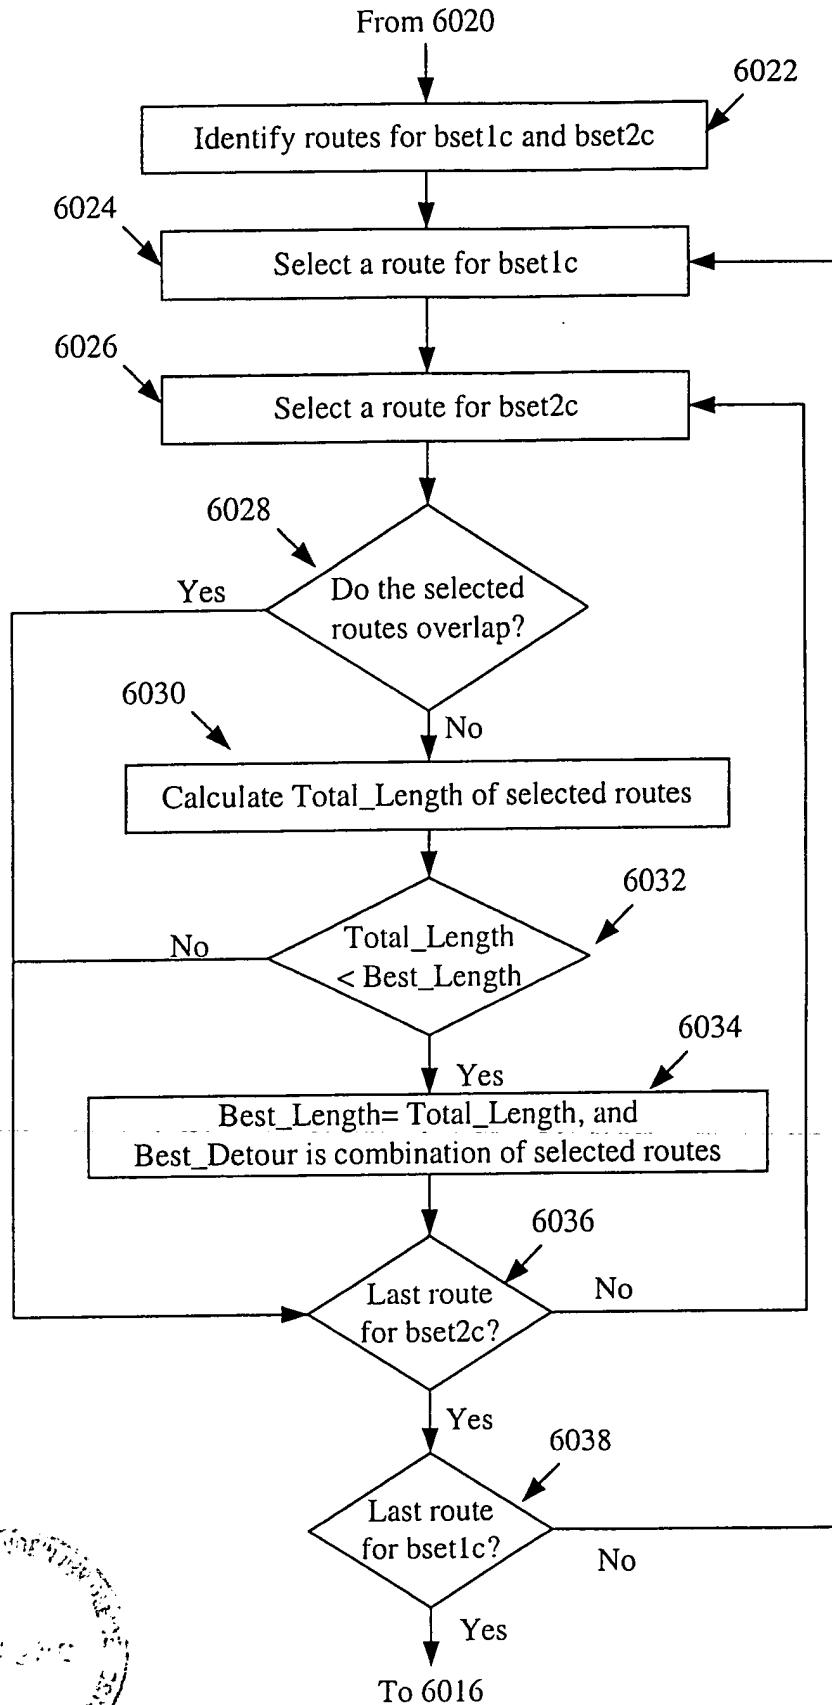 From 6020
6022
Identify routes for bset1c and bset2c
6024
Select a route for bset1c
6026
Select a route for bset2c
6028
Yes
Do the selected
routes overlap?
6030
No
Calculate Total_Length of selected routes
6032
No
Total_Length
< Best_Length
6034
Yes
Best_Length= Total_Length, and
Best_Detour is combination of selected routes
6036
Last route
for bset2c?
No
Yes
6038
Last route
for bset1c?
No
Yes
To 6016